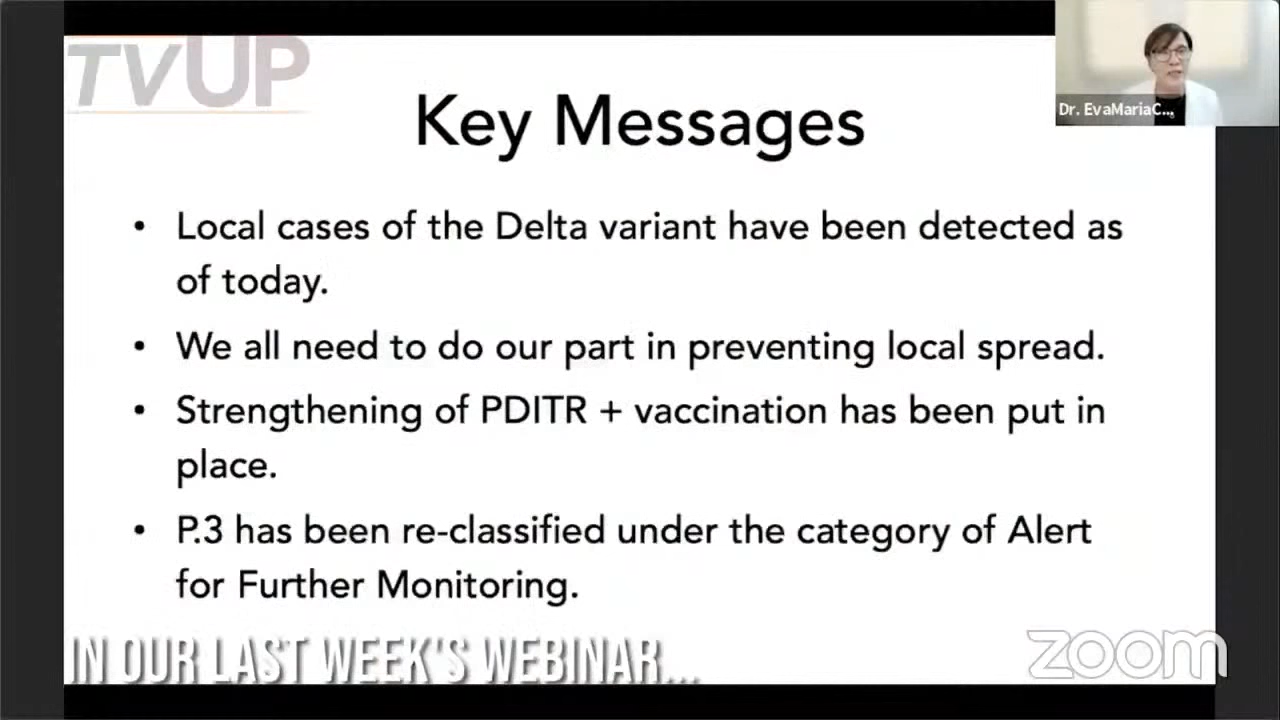 TVUP
Dr. EvaMariaC...
Key Messages
• Local cases of the Delta variant have been detected as
of today.
• We all need to do our part in preventing local spread.
• Strengthening of PDITR + vaccination has been put in
place.
• P.3 has been re-classified under the category of Alert
for Further Monitoring.
IN OUR LAST WEEK'S WEBINAR...
zoom